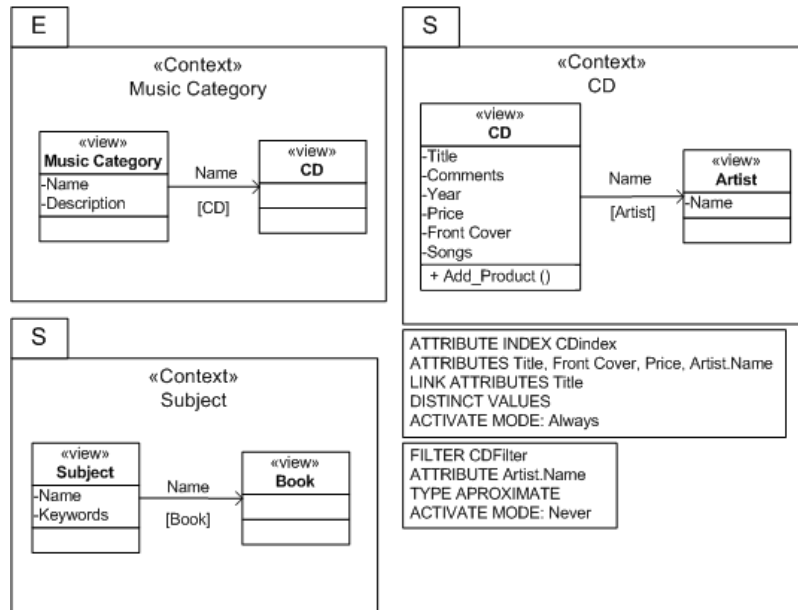 E
«Context»
Music Category
«view»
Music Category
-Name
-Description
Name
[CD]
«view»
CD
S
«Context»
Subject
«view»
Subject
-Name
-Keywords
Name
[Book]
«view»
Book
S
«Context»
CD
«view»
CD
-Title
-Comments
-Year
-Price
-Front Cover
-Songs
+ Add_Product ()
Name
[Artist]
«view»
Artist
-Name
ATTRIBUTE INDEX CDindex
ATTRIBUTES Title, Front Cover, Price, Artist.Name
LINK ATTRIBUTES Title
DISTINCT VALUES
ACTIVATE MODE: Always
FILTER CDFilter
ATTRIBUTE Artist.Name
TYPE APROXIMATE
ACTIVATE MODE: Never